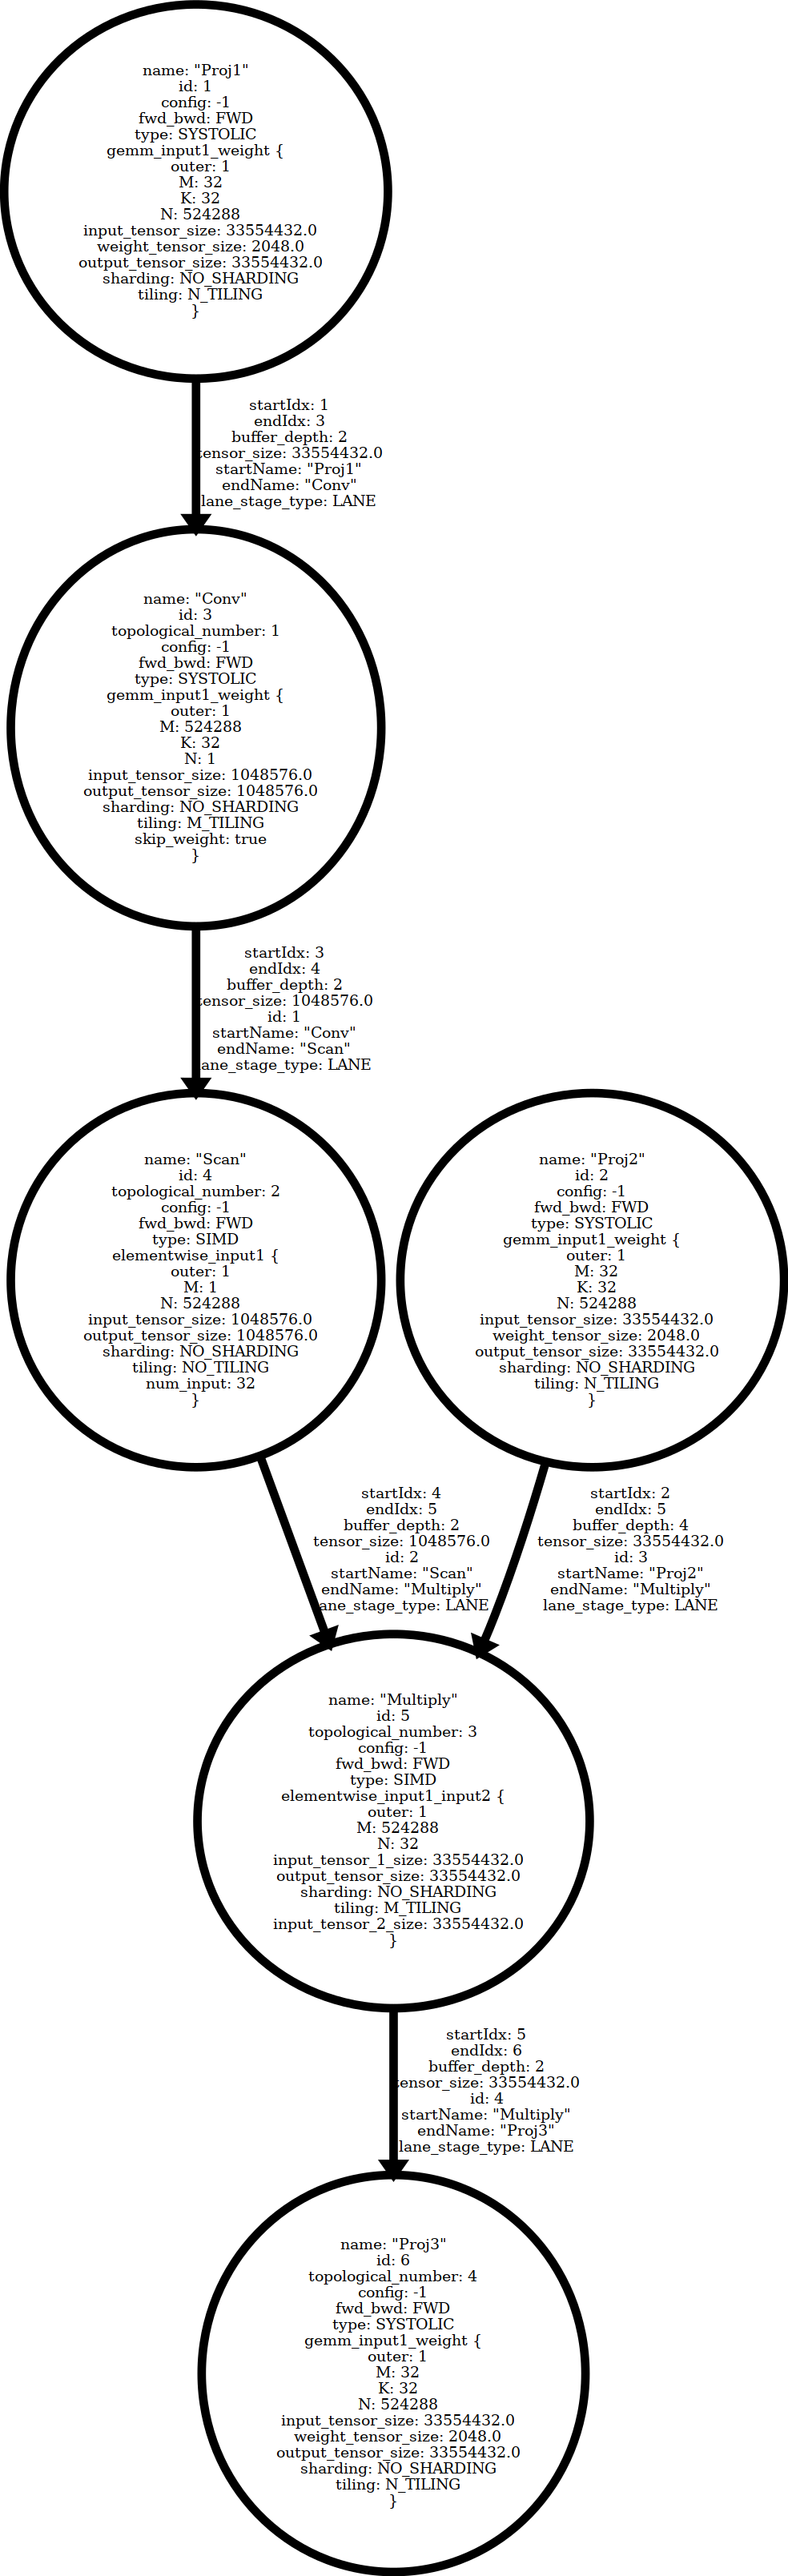 name: "Proj1"
id: 1
config: -1
fwd_bwd: FWD
type: SYSTOLIC
gemm_input1_weight {
outer: 1
M: 32
K: 32
N: 524288
input_tensor_size: 33554432.0
weight_tensor_size: 2048.0
output_tensor_size: 33554432.0
sharding: NO_SHARDING
tiling: N_TILING
}
startIdx: 1
endIdx: 3
buffer_depth: 2
tensor_size: 33554432.0
startName: "Proj1"
endName: "Conv"
lane_stage_type: LANE
name: "Conv"
id: 3
topological_number: 1
config: -1
fwd_bwd: FWD
type: SYSTOLIC
gemm_input1_weight {
outer: 1
M: 524288
K: 32
N: 1
input_tensor_size: 1048576.0
output_tensor_size: 1048576.0
sharding: NO_SHARDING
tiling: M_TILING
skip_weight: true
}
startIdx: 3
endIdx: 4
buffer_depth: 2
tensor_size: 1048576.0
id: 1
startName: "Conv"
endName: "Scan"
lane_stage_type: LANE
name: "Scan"
id: 4
topological_number: 2
config: -1
fwd_bwd: FWD
type: SIMD
elementwise_input1 {
outer: 1
M: 1
N: 524288
input_tensor_size: 1048576.0
output_tensor_size: 1048576.0
sharding: NO_SHARDING
tiling: NO_TILING
num_input: 32
}
name: "Proj2"
id: 2
config: -1
fwd_bwd: FWD
type: SYSTOLIC
gemm_input1_weight {
outer: 1
M: 32
K: 32
N: 524288
input_tensor_size: 33554432.0
weight_tensor_size: 2048.0
output_tensor_size: 33554432.0
sharding: NO_SHARDING
tiling: N_TILING
}
startIdx: 4
endIdx: 5
buffer_depth: 2
tensor_size: 1048576.0
id: 2
startName: "Scan"
endName: "Multiply"
lane_stage_type: LANE
startIdx: 2
endIdx: 5
buffer_depth: 4
tensor_size: 33554432.0
id: 3
startName: "Proj2"
endName: "Multiply"
lane_stage_type: LANE
name: "Multiply"
id: 5
topological_number: 3
config: -1
fwd_bwd: FWD
type: SIMD
elementwise_input1_input2 {
outer: 1
M: 524288
N: 32
input_tensor_1_size: 33554432.0
output_tensor_size: 33554432.0
sharding: NO_SHARDING
tiling: M_TILING
input_tensor_2_size: 33554432.0
}
startIdx: 5
endIdx: 6
buffer_depth: 2
tensor_size: 33554432.0
id: 4
startName: "Multiply"
endName: "Proj3"
lane_stage_type: LANE
name: "Proj3"
id: 6
topological_number: 4
config: -1
fwd_bwd: FWD
type: SYSTOLIC
gemm_input1_weight {
outer: 1
M: 32
K: 32
N: 524288
input_tensor_size: 33554432.0
weight_tensor_size: 2048.0
output_tensor_size: 33554432.0
sharding: NO_SHARDING
tiling: N_TILING
}